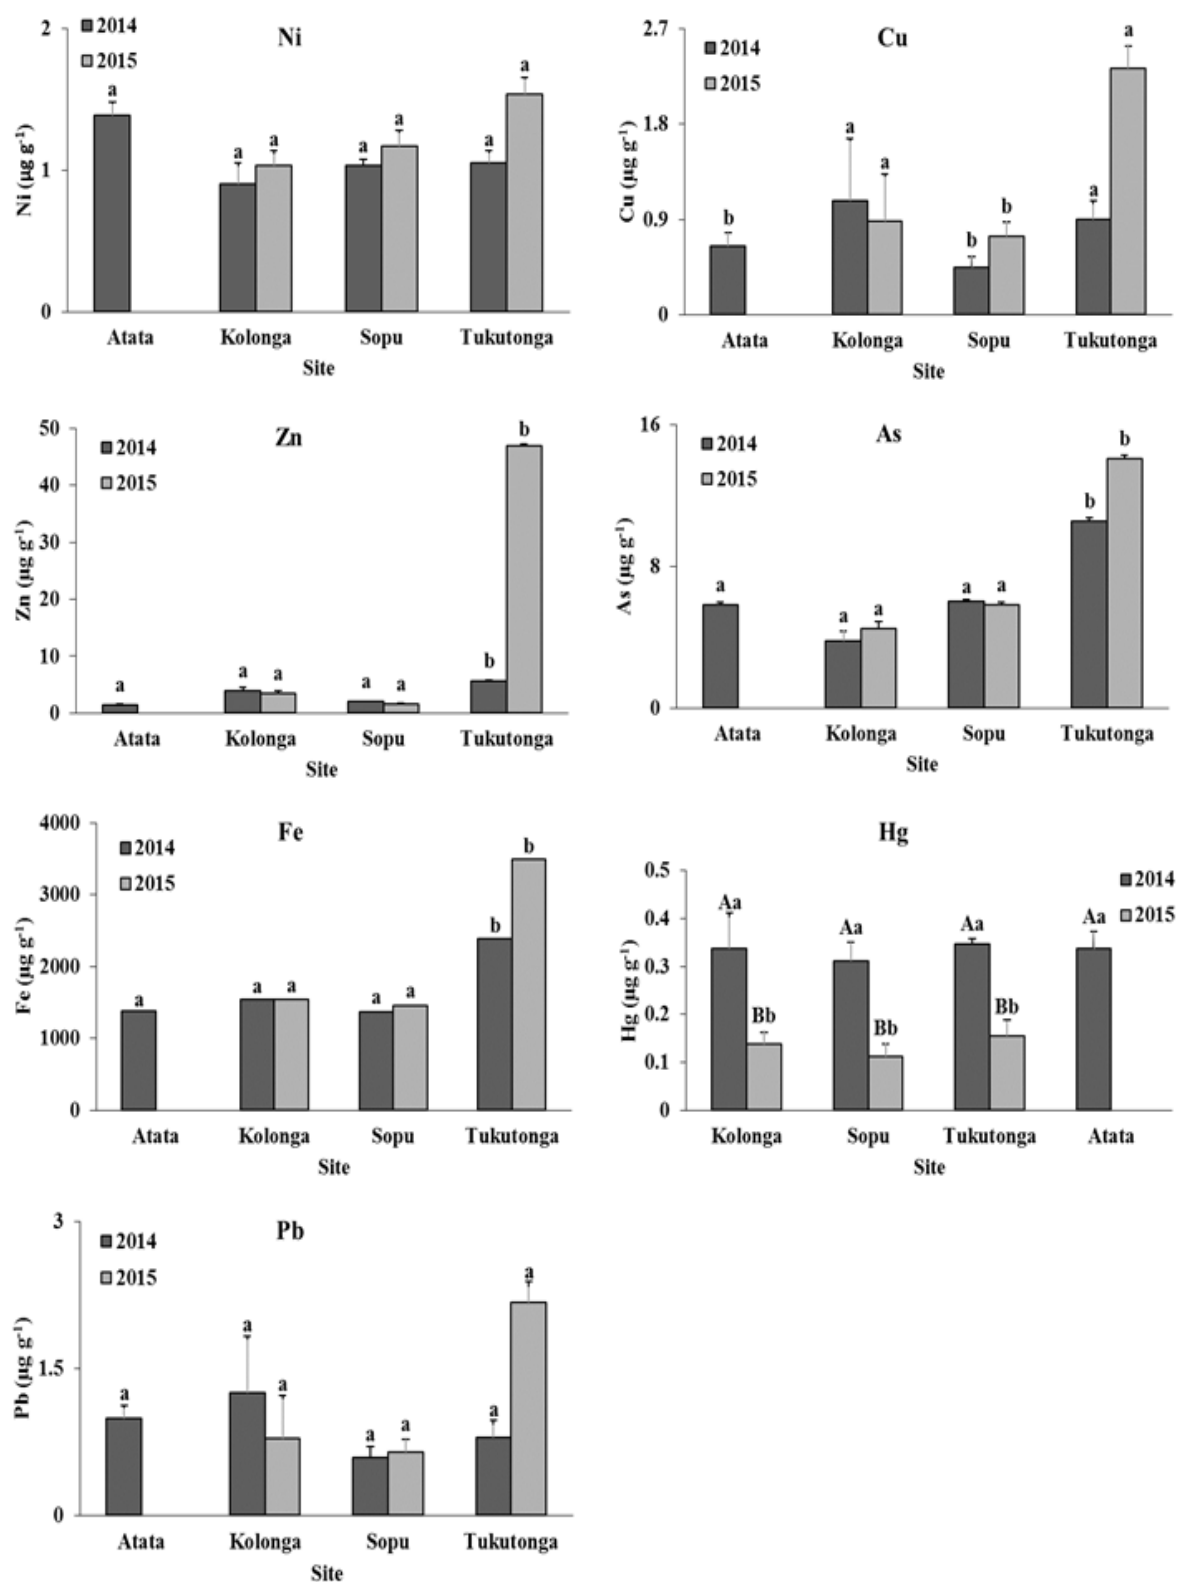 Ni
2014
2015
2
1
0
Ni (µg g-1)
a
a
a
a
a
a
a
Atata Kolonga Sopu Tukutonga
Site
Cu
2014
2015
2.7
1.8
0.9
0
Cu (µg g-1)
b
a
a
b
b
a
a
Atata Kolonga Sopu Tukutonga
Site
Zn
2014
2015
50
40
30
20
10
0
Zn (µg g-1)
a
a
a
a
a
b
b
Atata Kolonga Sopu Tukutonga
Site
As
2014
2015
16
8
0
As (µg g-1)
a
a
a
a
a
b
b
Atata Kolonga Sopu Tukutonga
Site
Fe
2014
2015
4000
3000
2000
1000
0
Fe (µg g-1)
a
a
a
a
a
b
b
Atata Kolonga Sopu Tukutonga
Site
Hg
2014
2015
0.5
0.4
0.3
0.2
0.1
0
Hg (µg g-1)
Aa
Bb
Aa
Bb
Aa
Bb
Aa
Kolonga Sopu Tukutonga Atata
Site
Pb
2014
2015
3
1.5
0
Pb (µg g-1)
a
a
a
a
a
a
a
Atata Kolonga Sopu Tukutonga
Site